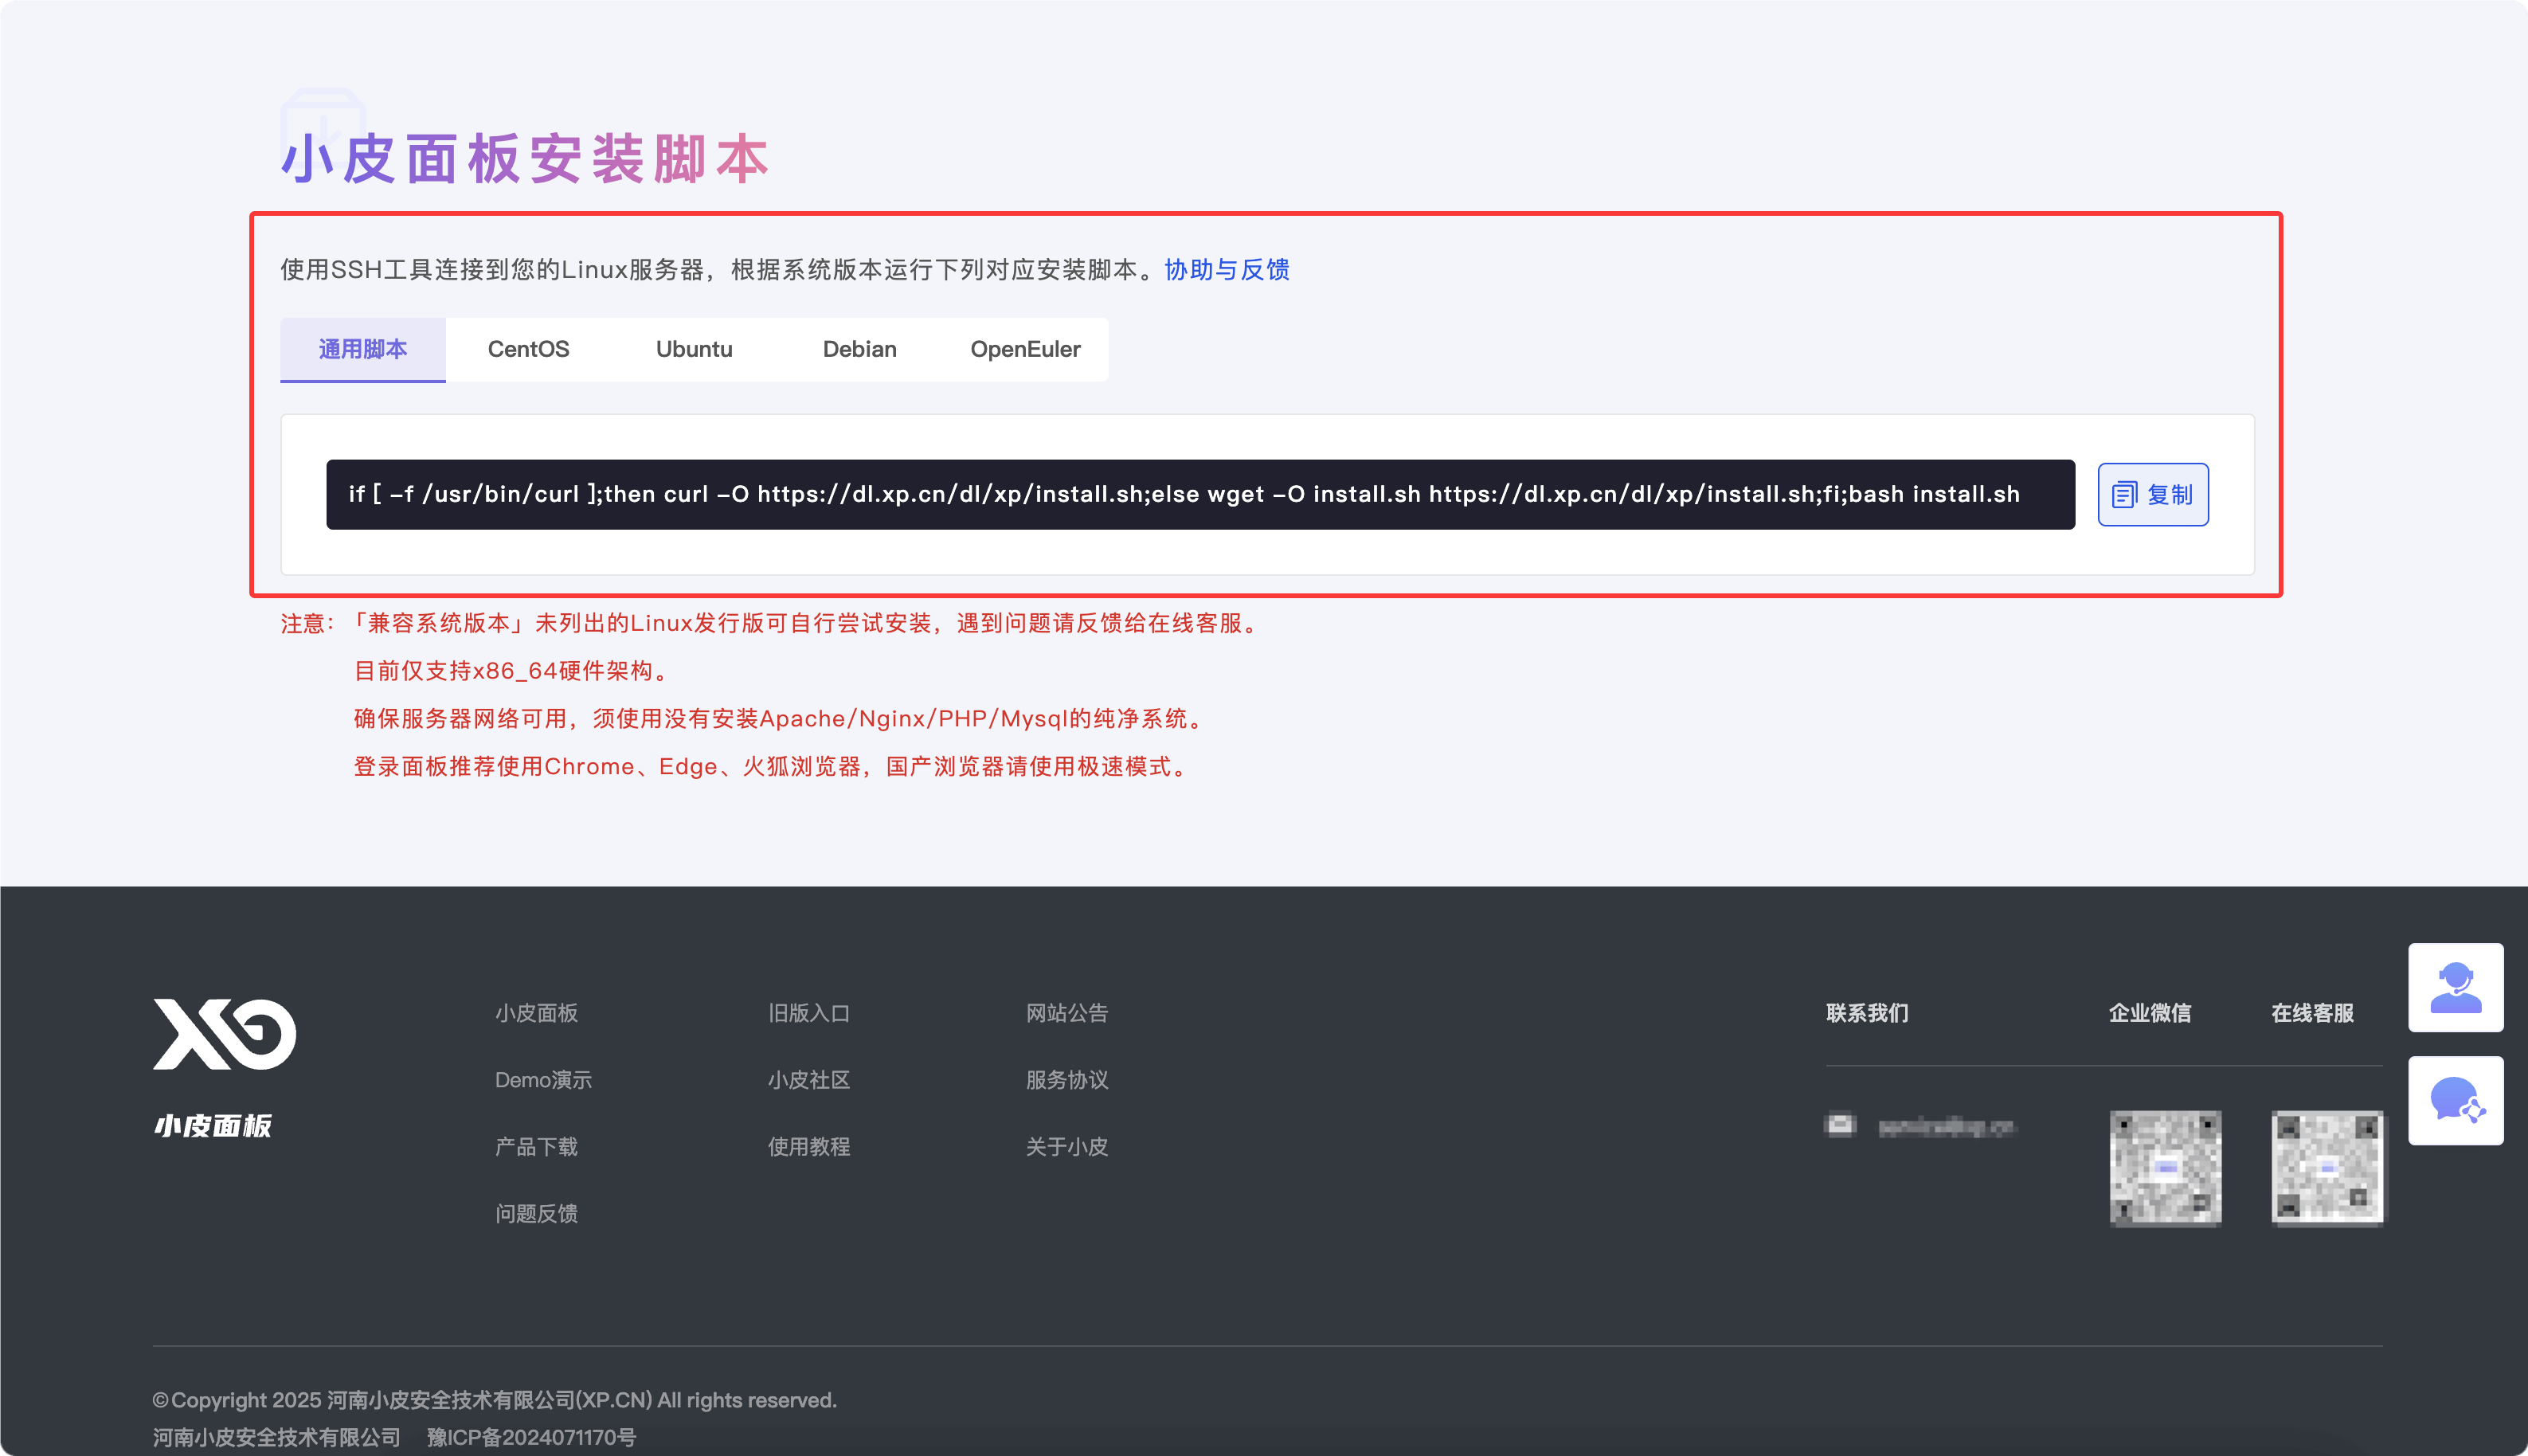 小皮面板安装脚本
使用SSH工具连接到您的Linux服务器，根据系统版本运行下列对应安装脚本。协助与反馈
通用脚本 CentOS Ubuntu Debian OpenEuler
if [ -f /usr/bin/curl ];then curl -O https://dl.xp.cn/dl/xp/install.sh;else wget -O install.sh https://dl.xp.cn/dl/xp/install.sh;fi;bash install.sh
复制
注意：「兼容系统版本」未列出的Linux发行版可自行尝试安装，遇到问题请反馈给在线客服。
目前仅支持x86_64硬件架构。
确保服务器网络可用，须使用没有安装Apache/Nginx/PHP/Mysql的纯净系统。
登录面板推荐使用Chrome、Edge、火狐浏览器，国产浏览器请使用极速模式。
小皮面板 旧版入口 网站公告 联系我们 企业微信 在线客服
Demo演示 小皮社区 服务协议
小皮面板
产品下载 使用教程 关于小皮
问题反馈
©Copyright 2025 河南小皮安全技术有限公司(XP.CN) All rights reserved.
河南小皮安全技术有限公司 豫ICP备2024071170号